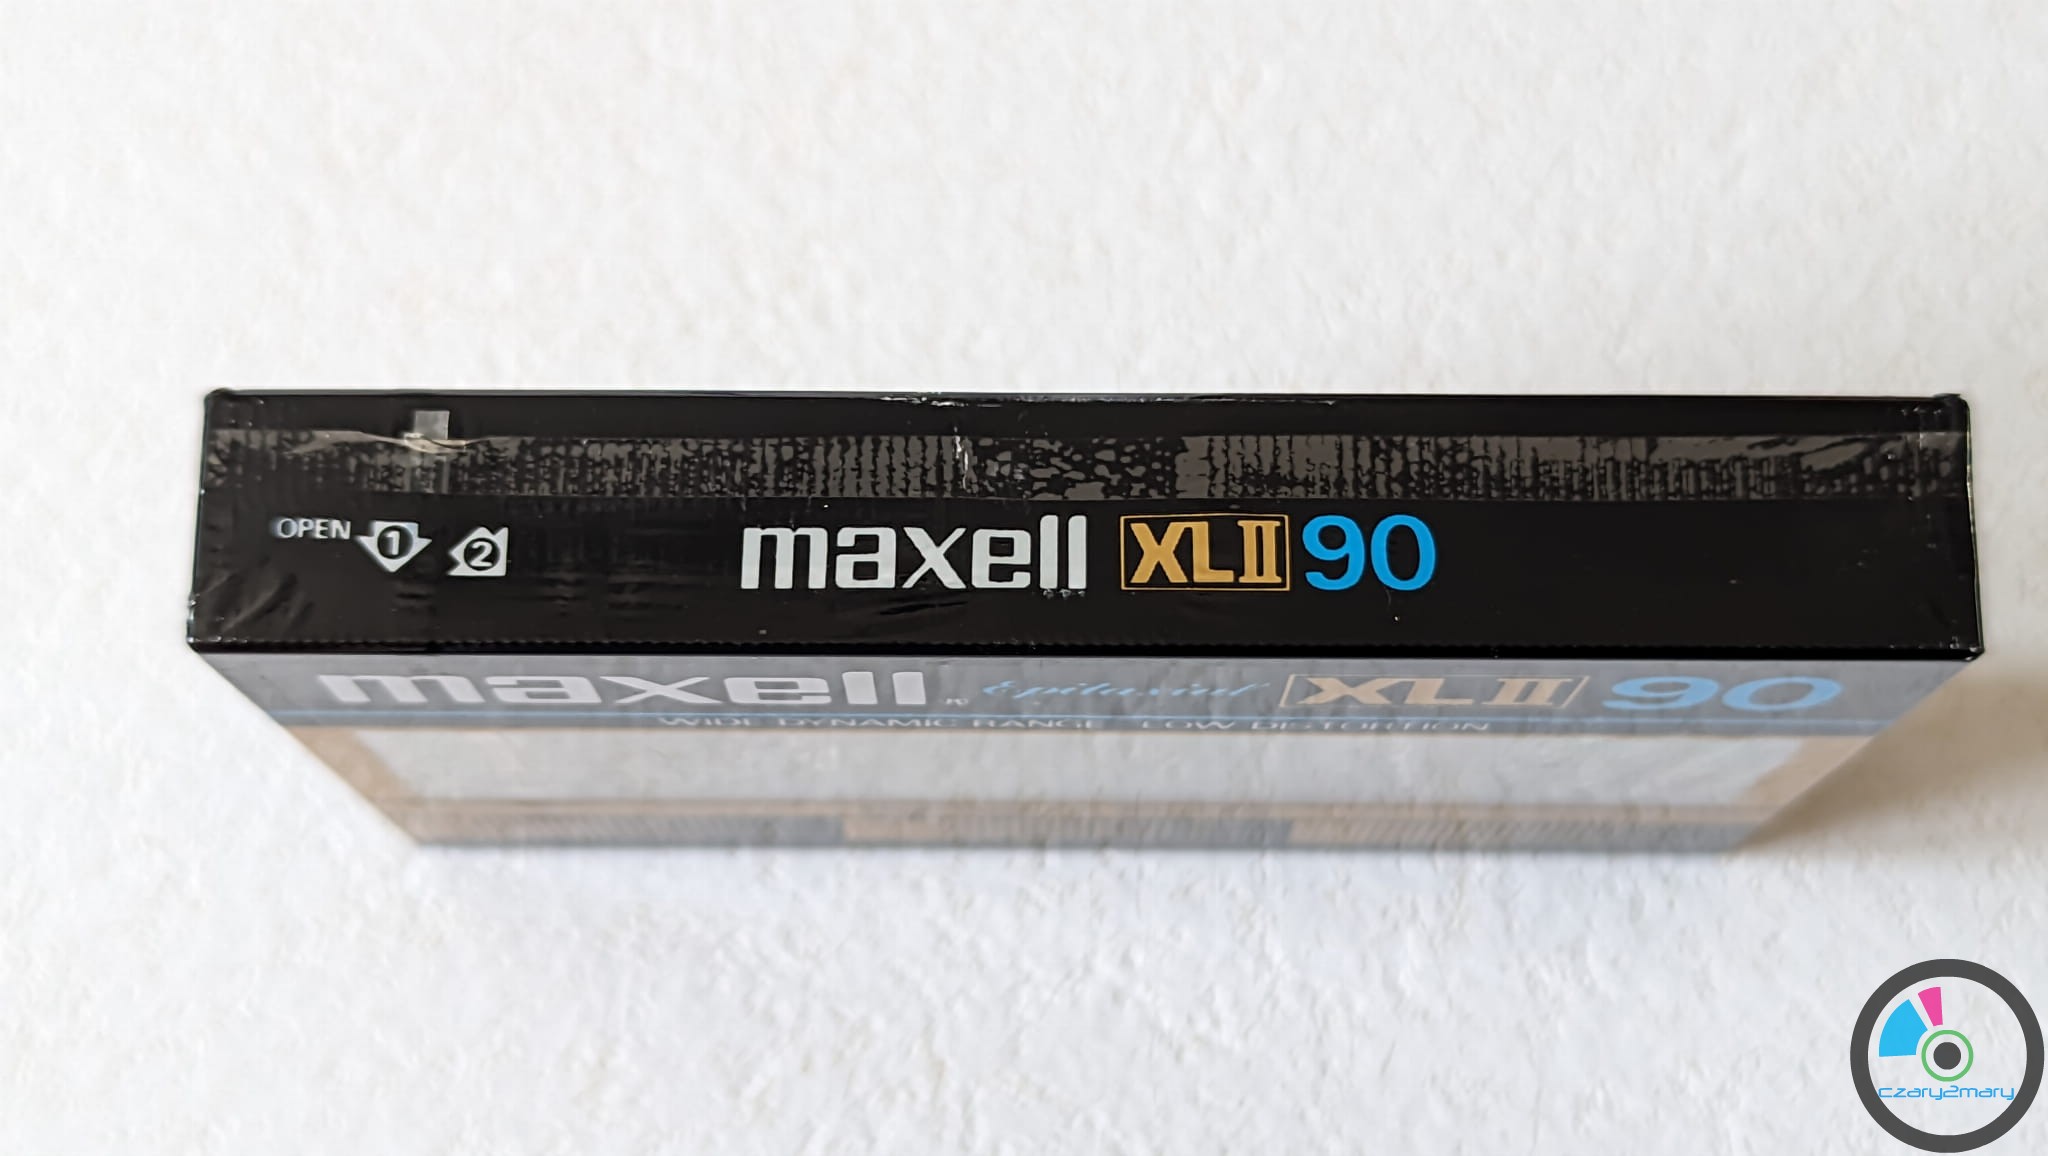 OPEN 1 2
maxell XLII 90
maxell Epitaxial XLII 90
WIDE DYNAMIC RANGE LOW DISTORTION
czary2mary